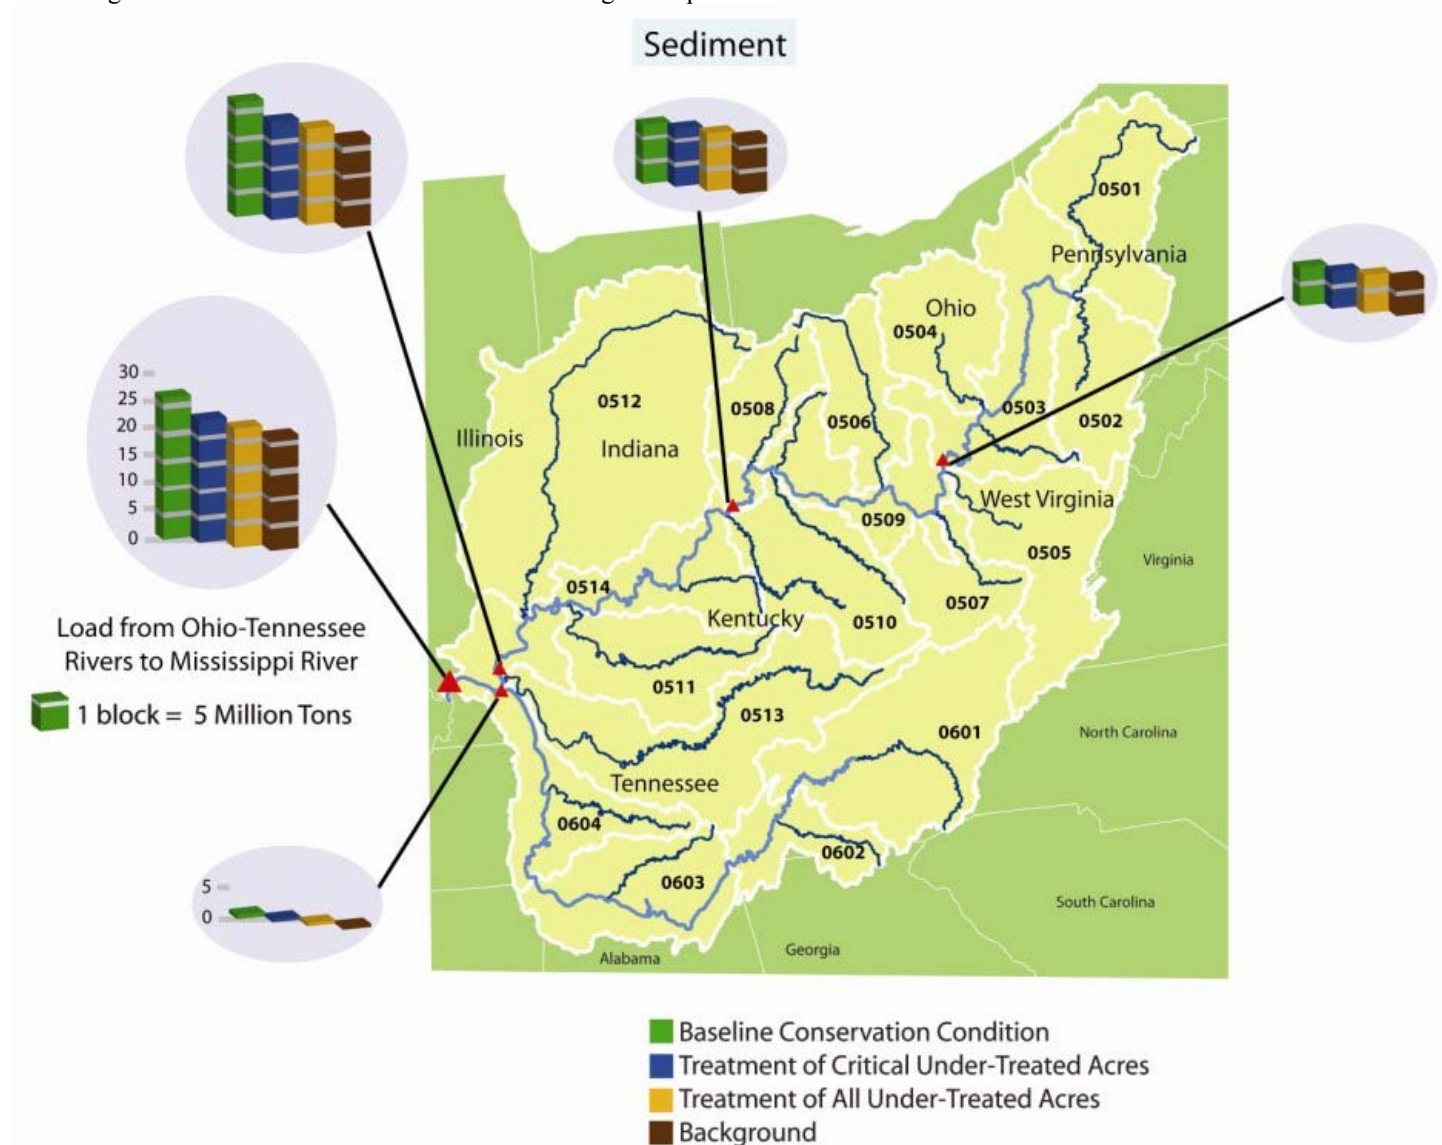 Sediment
0501
Pennsylvania
Ohio
0504
0503
0502
0512
0508
0506
Illinois
Indiana
West Virginia
0509
0505
Virginia
0514
0507
Kentucky
0510
0511
0513
0601
North Carolina
Tennessee
0604
0602
0603
South Carolina
Georgia
Alabama
30
25
20
15
10
5
0
Load from Ohio-Tennessee
Rivers to Mississippi River
1 block = 5 Million Tons
5
0
Baseline Conservation Condition
Treatment of Critical Under-Treated Acres
Treatment of All Under-Treated Acres
Background